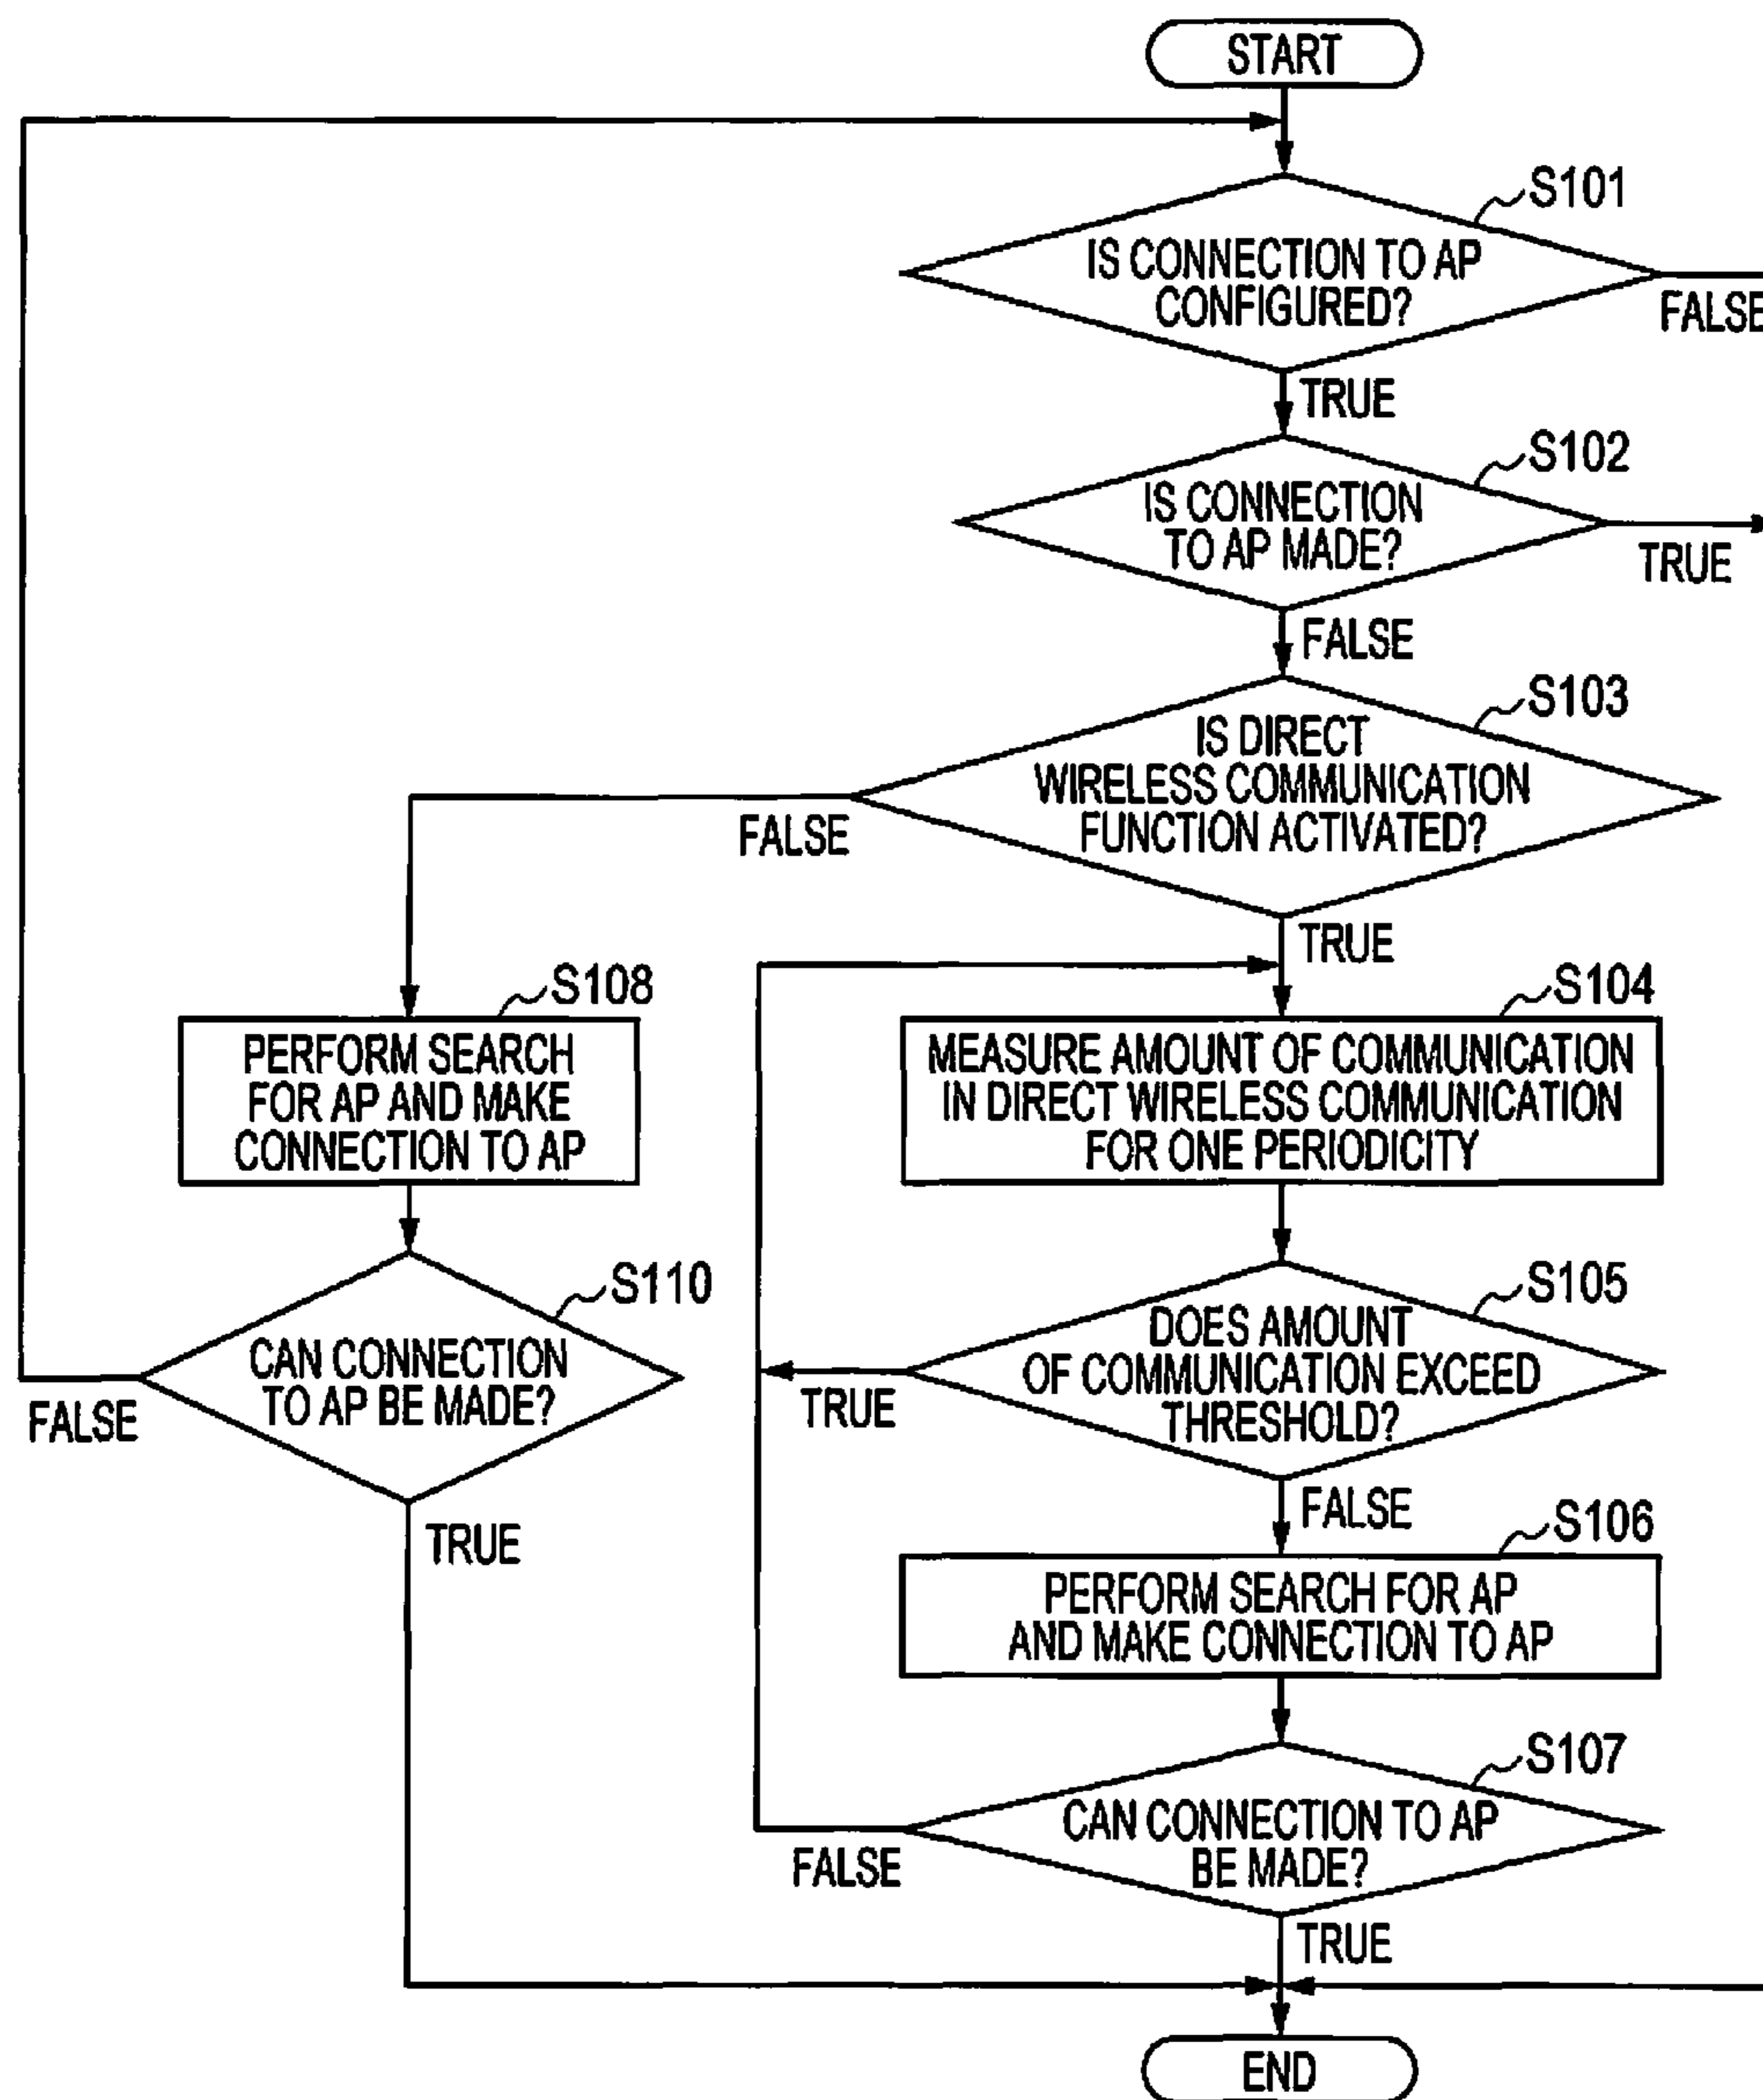 START
S101
IS CONNECTION TO AP
CONFIGURED?
FALSE
TRUE
S102
IS CONNECTION
TO AP MADE?
TRUE
FALSE
S103
IS DIRECT
WIRELESS COMMUNICATION
FUNCTION ACTIVATED?
FALSE
TRUE
S108
PERFORM SEARCH
FOR AP AND MAKE
CONNECTION TO AP
S104
MEASURE AMOUNT OF COMMUNICATION
IN DIRECT WIRELESS COMMUNICATION
FOR ONE PERIODICITY
S110
CAN CONNECTION
TO AP BE MADE?
FALSE
TRUE
S105
DOES AMOUNT
OF COMMUNICATION EXCEED
THRESHOLD?
TRUE
FALSE
S106
PERFORM SEARCH FOR AP
AND MAKE CONNECTION TO AP
S107
CAN CONNECTION TO AP
BE MADE?
FALSE
TRUE
END